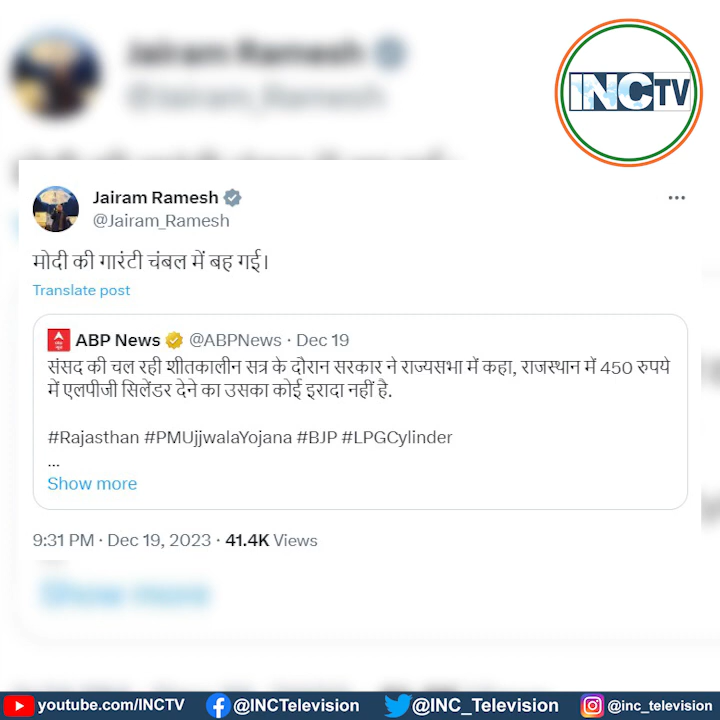 INCTV
Jairam Ramesh
@Jairam_Ramesh
मोदी की गारंटी चंबल में बह गई।
Translate post
ABP News @ABPNews · Dec 19
संसद की चल रही शीतकालीन सत्र के दौरान सरकार ने राज्यसभा में कहा, राजस्थान में 450 रुपये
में एलपीजी सिलेंडर देने का उसका कोई इरादा नहीं है.
#Rajasthan #PMUjjwalaYojana #BJP #LPGCylinder
...
Show more
9:31 PM · Dec 19, 2023 · 41.4K Views
youtube.com/INCTV @INCTelevision @INC_Television @inc_television